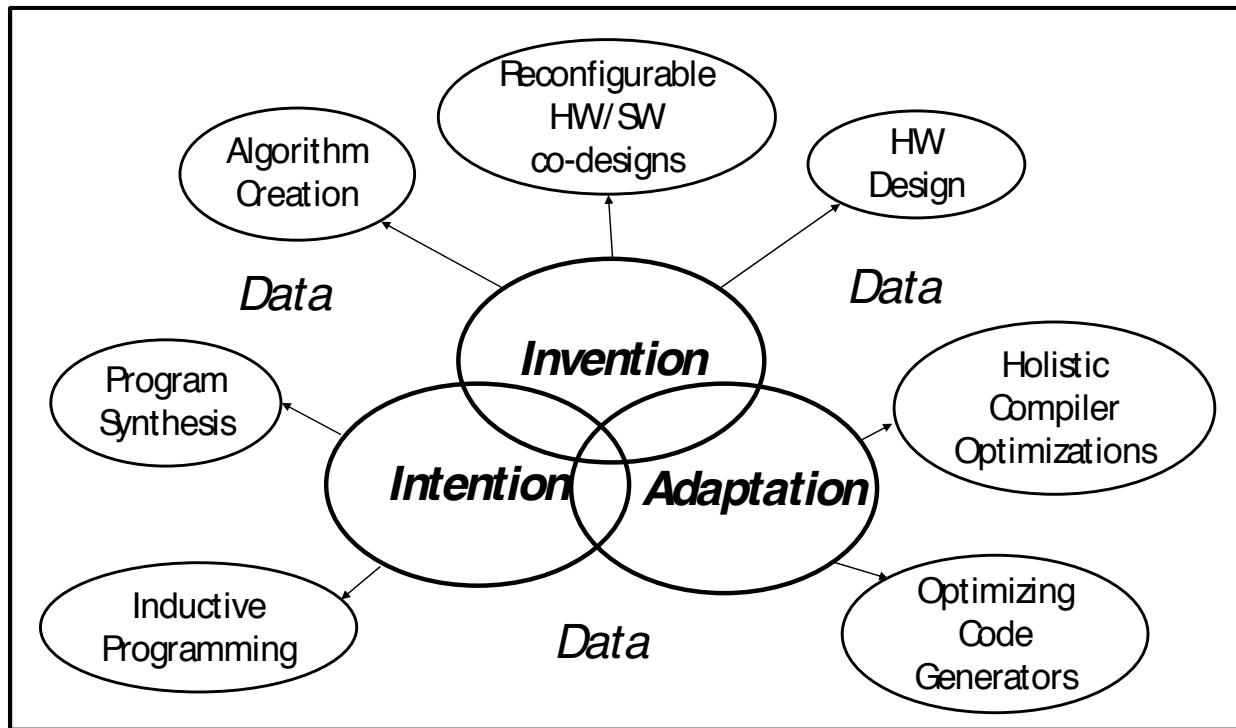 Reconfigurable
HW/SW
co-designs
Algorithm
Creation
HW
Design
Data
Data
Invention
Program
Synthesis
Holistic
Compiler
Optimizations
Intention
Adaptation
Inductive
Programming
Optimizing
Code
Generators
Data